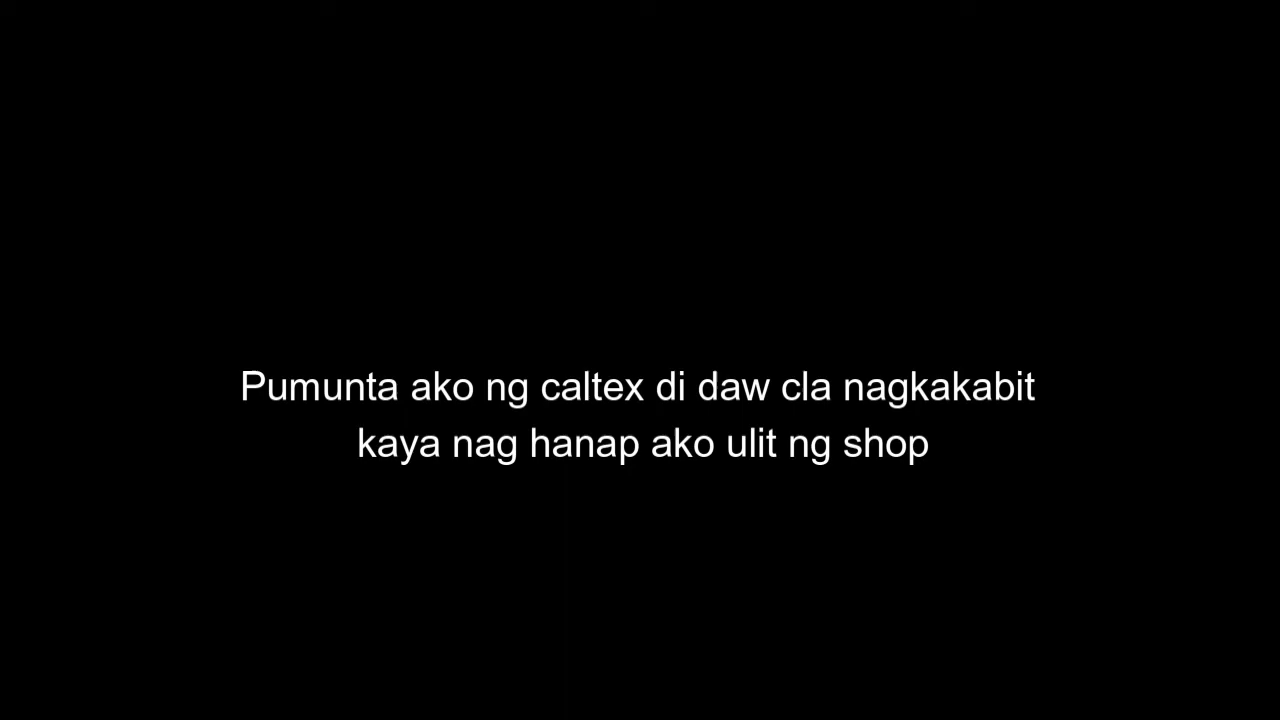 Pumunta ako ng caltex di daw cla nagkakabit
kaya nag hanap ako ulit ng shop